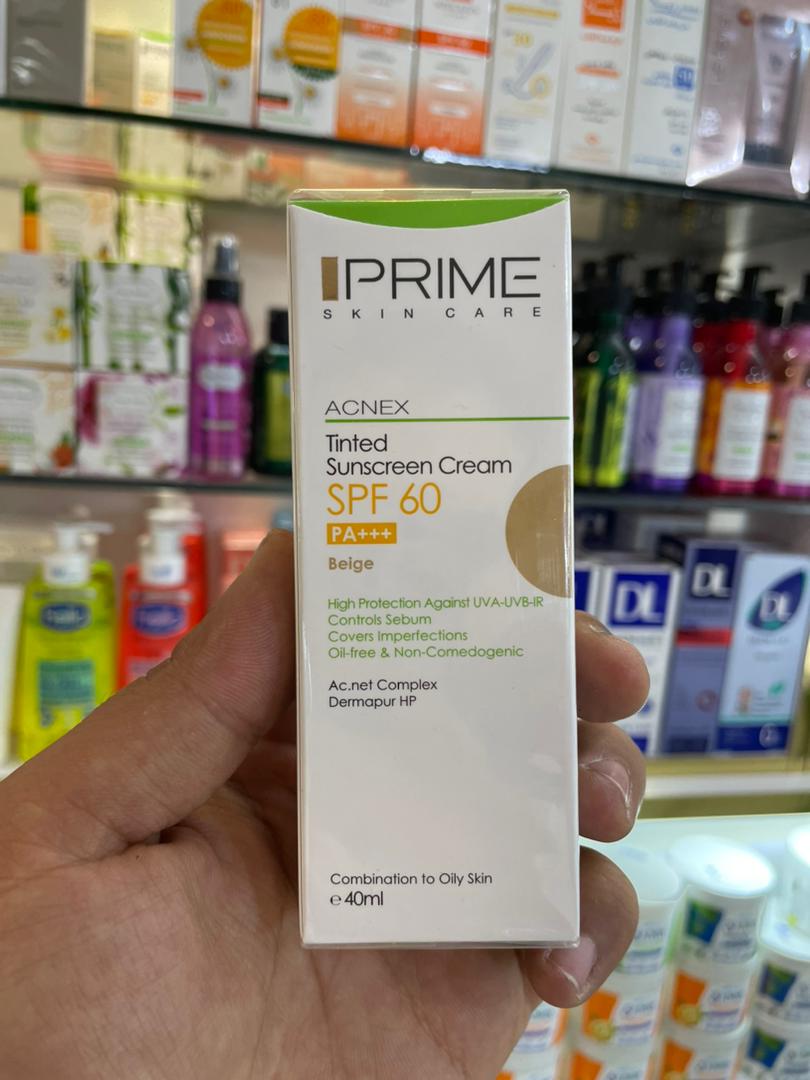 PRIME
SKIN CARE
ACNEX
Tinted
Sunscreen Cream
SPF 60
PA+++
Beige
High Protection Against UVA-UVB-IR
Controls Sebum
Covers Imperfections
Oil-free & Non-Comedogenic
Ac.net Complex
Dermapur HP
Combination to Oily Skin
℮ 40ml
DL
DL
DL